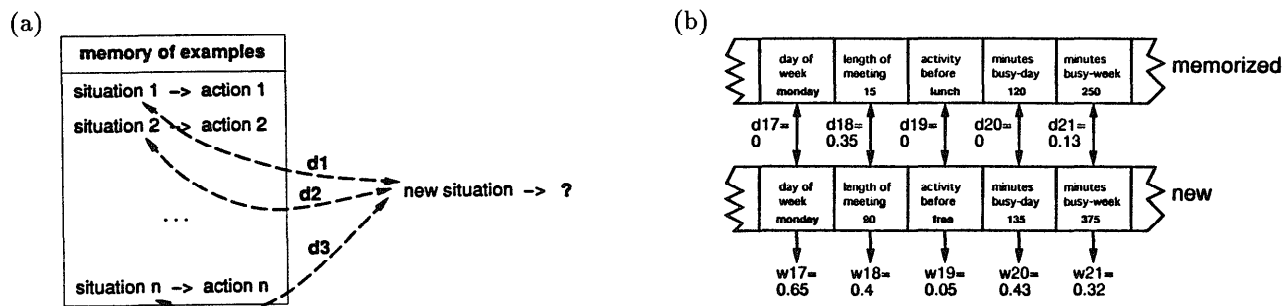 (a)
memory of examples
situation 1 -> action 1
situation 2 -> action 2
d1
d2
new situation -> ?
...
d3
situation n -> action n
(b)
day of week monday
length of meeting 15
activity before lunch
minutes busy-day 120
minutes busy-week 250
memorized
d17= 0
d18= 0.35
d19= 0
d20= 0
d21= 0.13
day of week monday
length of meeting 90
activity before free
minutes busy-day 135
minutes busy-week 375
new
w17= 0.65
w18= 0.4
w19= 0.05
w20= 0.43
w21= 0.32